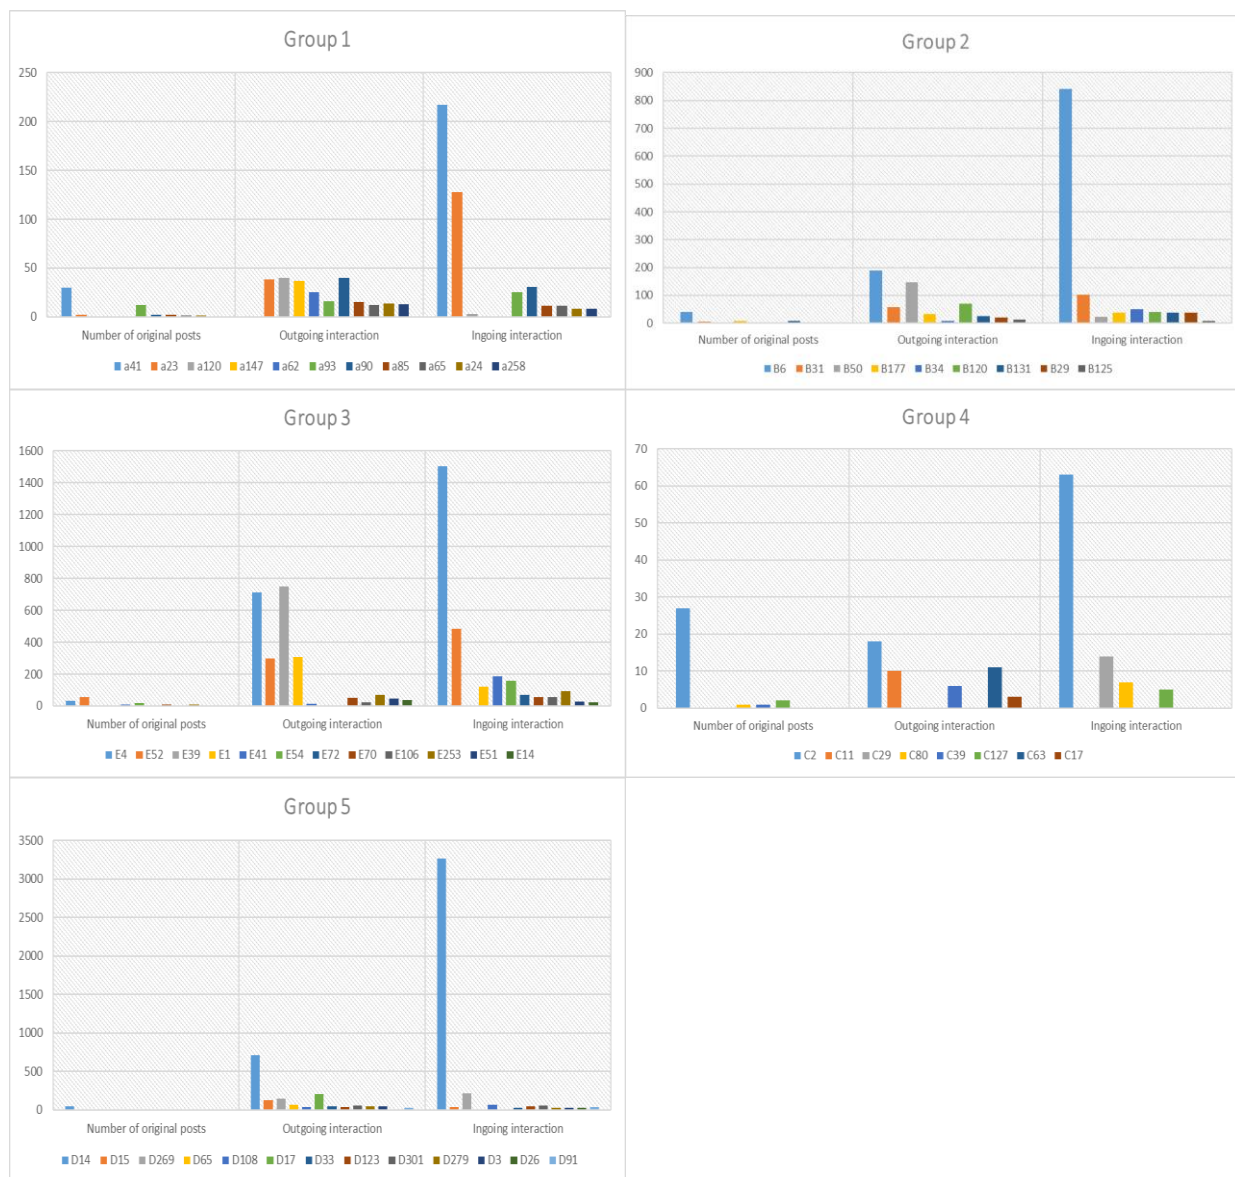 Group 1
250
200
150
100
50
0
Number of original posts Outgoing interaction Ingoing interaction
a41 a23 a120 a147 a62 a93 a90 a85 a65 a24 a258
Group 2
900
800
700
600
500
400
300
200
100
0
Number of original posts Outgoing interaction Ingoing interaction
B6 B31 B50 B177 B34 B120 B131 B29 B125
Group 3
1600
1400
1200
1000
800
600
400
200
0
Number of original posts Outgoing interaction Ingoing interaction
E4 E52 E39 E1 E41 E54 E72 E70 E106 E253 E51 E14
Group 4
70
60
50
40
30
20
10
0
Number of original posts Outgoing interaction Ingoing interaction
C2 C11 C29 C80 C39 C127 C63 C17
Group 5
3500
3000
2500
2000
1500
1000
500
0
Number of original posts Outgoing interaction Ingoing interaction
D14 D15 D269 D65 D108 D17 D33 D123 D301 D279 D3 D26 D91